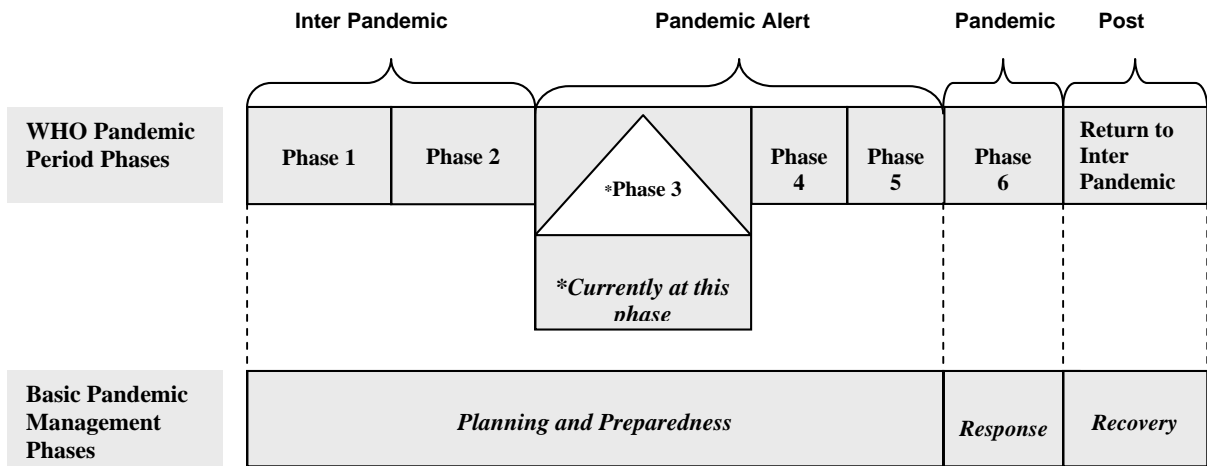 Inter Pandemic
Pandemic Alert
Pandemic
Post
WHO Pandemic
Period Phases
Phase 1
Phase 2
*Phase 3
Phase
4
Phase
5
Phase
6
Return to
Inter
Pandemic
*Currently at this
phase
Basic Pandemic
Management
Phases
Planning and Preparedness
Response
Recovery